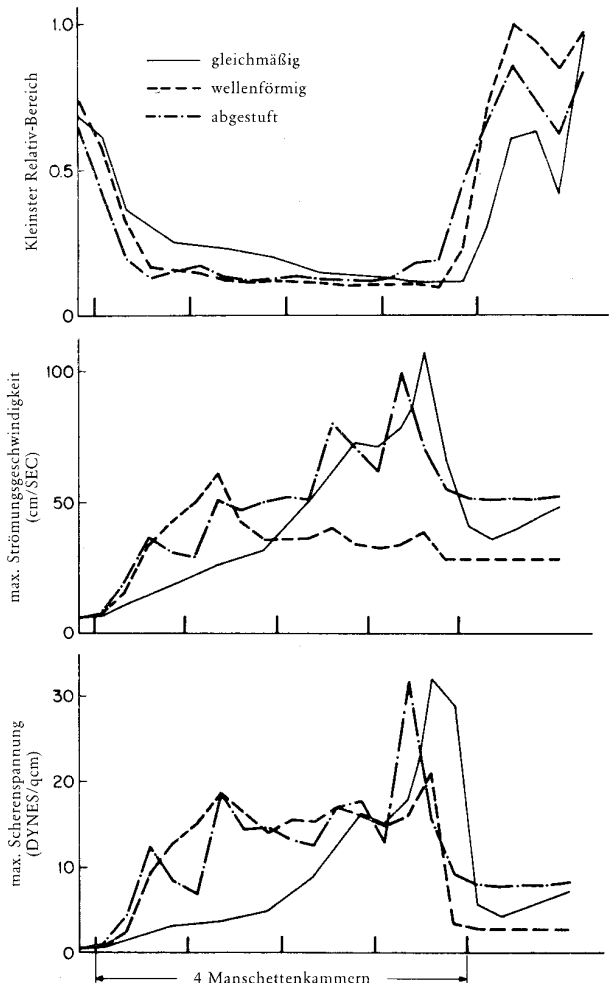 1.0
0.5
0
Kleinster Relativ-Bereich
gleichmäßig
wellenförmig
abgestuft
100
50
0
max. Strömungsgeschwindigkeit
(cm/SEC)
30
20
10
0
max. Scherenspannung
(DYNES/qcm)
4 Manschettenkammern